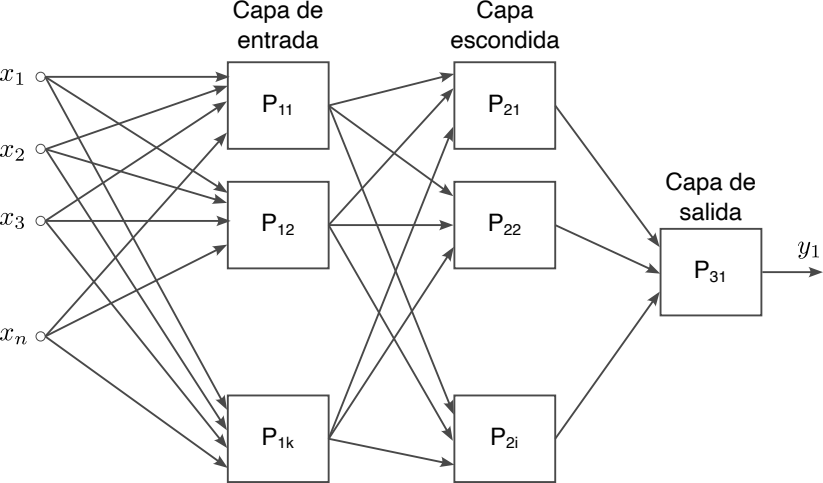 Capa de
entrada
Capa
escondida
Capa de
salida
x₁
x₂
x₃
xₙ
P₁₁
P₁₂
P₁ₖ
P₂₁
P₂₂
P₂ᵢ
P₃₁
y₁